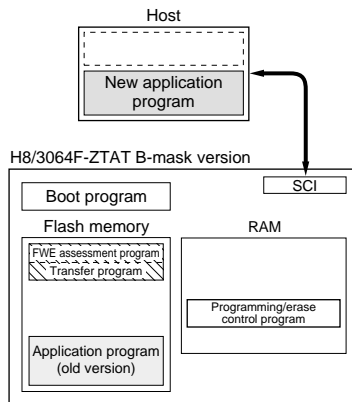 Host
New application
program
H8/3064F-ZTAT B-mask version
SCI
Boot program
Flash memory
RAM
FWE assessment program
Transfer program
Programming/erase
control program
Application program
(old version)